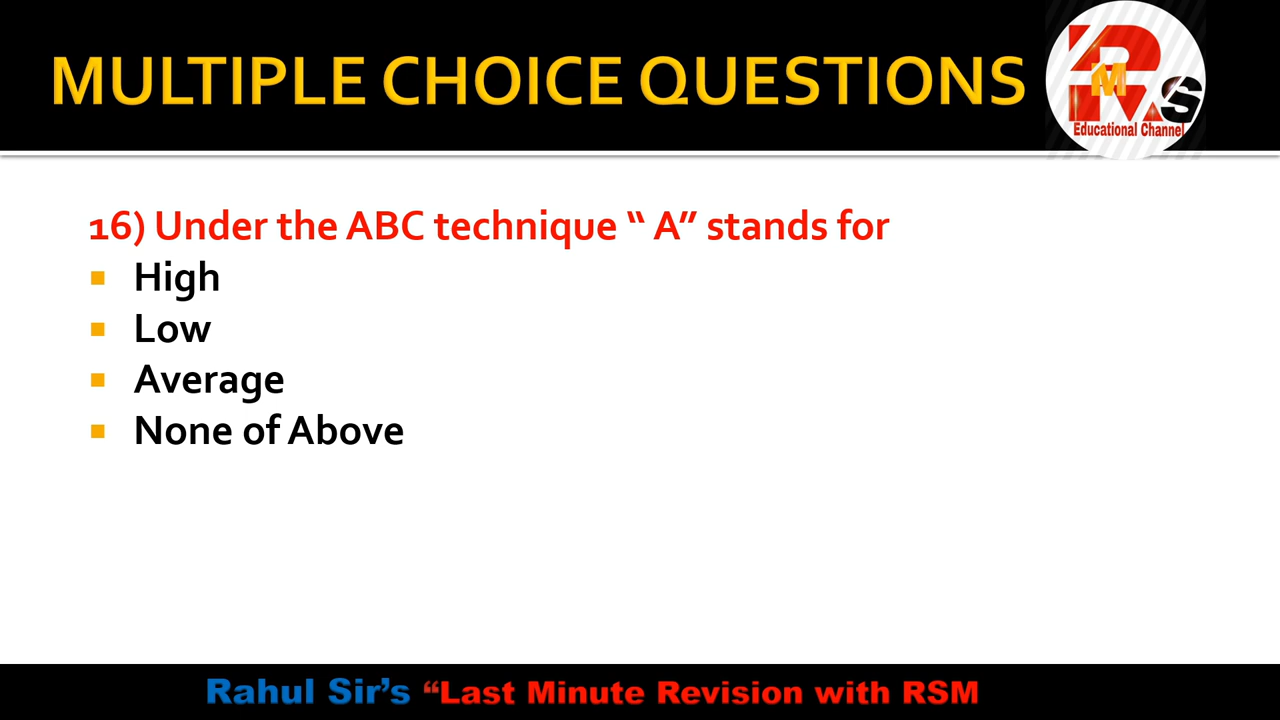 MULTIPLE CHOICE QUESTIONS
RMS
Educational Channel
16) Under the ABC technique “ A” stands for
High
Low
Average
None of Above
Rahul Sir’s “Last Minute Revision with RSM